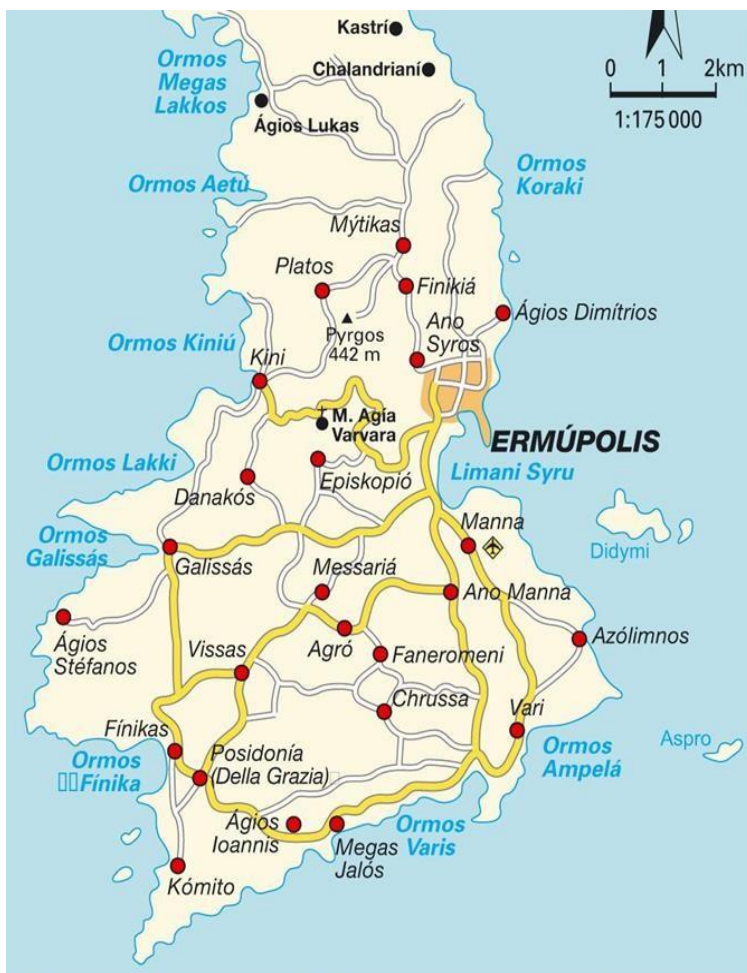 Kastrí
Ormos
Megas
Lakkos
Chalandrianí
0 1 2km
1:175 000
Ágios Lukas
Ormos
Koraki
Ormos Aetú
Mýtikas
Platos
Finikiá
Ágios Dimítrios
Ano
Syros
Pyrgos
442 m
Ormos Kiniú
Kini
M. Agía
Varvara
ERMÚPOLIS
Ormos Lakki
Episkopió
Limani Syru
Danakós
Ormos
Galissás
Manna
Didymi
Galissás
Messariá
Ano Manna
Ágios
Stéfanos
Vissas
Agró
Faneromeni
Azólimnos
Chrussa
Vari
Fínikas
Ormos
Fínika
Posidonía
(Della Grazia)
Ormos
Ampelá
Aspro
Ágios
Ioannís
Megas
Jalós
Ormos
Varis
Kómito